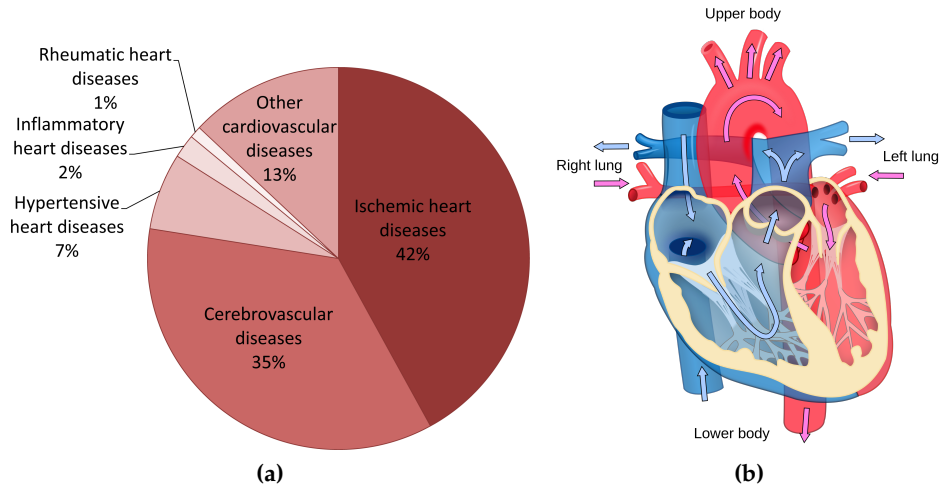 Rheumatic heart
diseases
1%
Inflammatory
heart diseases
2%
Hypertensive
heart diseases
7%
Other
cardiovascular
diseases
13%
Ischemic heart
diseases
42%
Cerebrovascular
diseases
35%
(a)
Upper body
Right lung
Left lung
Lower body
(b)